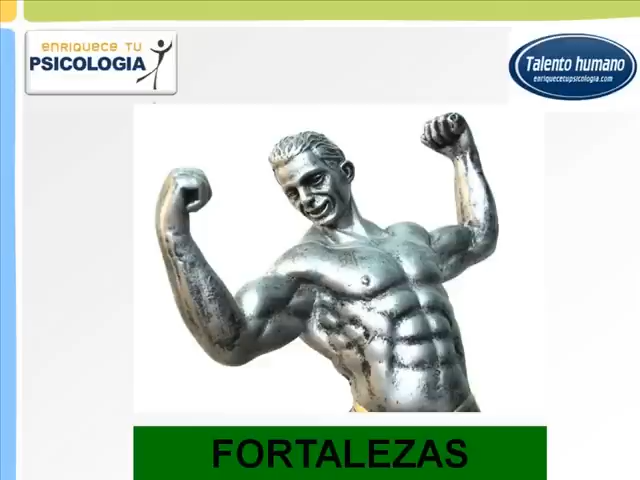 ENRIQUECE TU
PSICOLOGIA
Talento humano
enriquecetupsicologia.com
FORTALEZAS